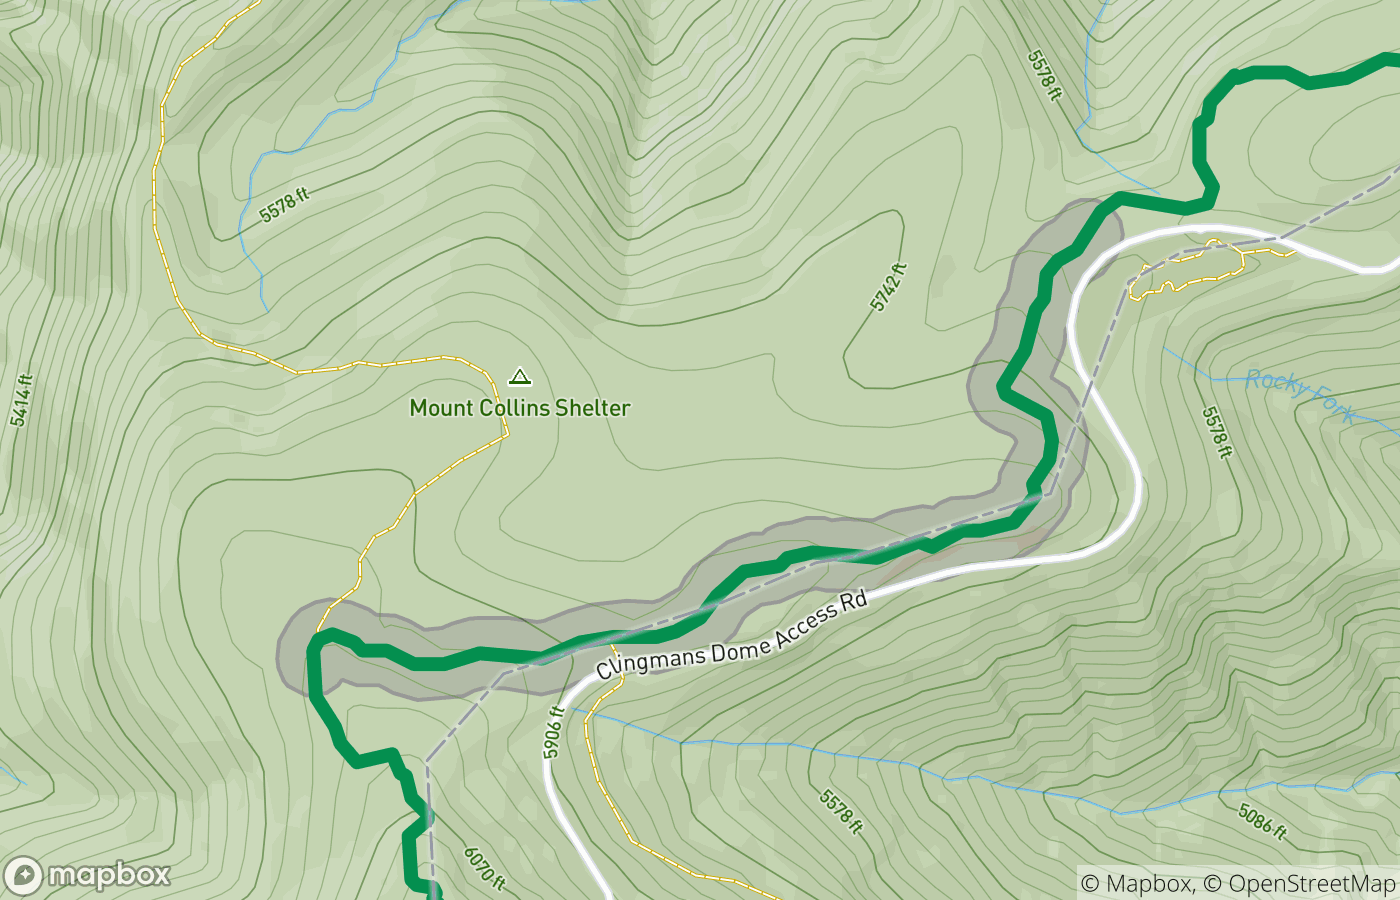 5578 ft
5578 ft
5742 ft
5414 ft
Rocky Fork
Mount Collins Shelter
5578 ft
Clingmans Dome Access Rd
5906 ft
5578 ft
5086 ft
6070 ft
mapbox
© Mapbox, © OpenStreetMap